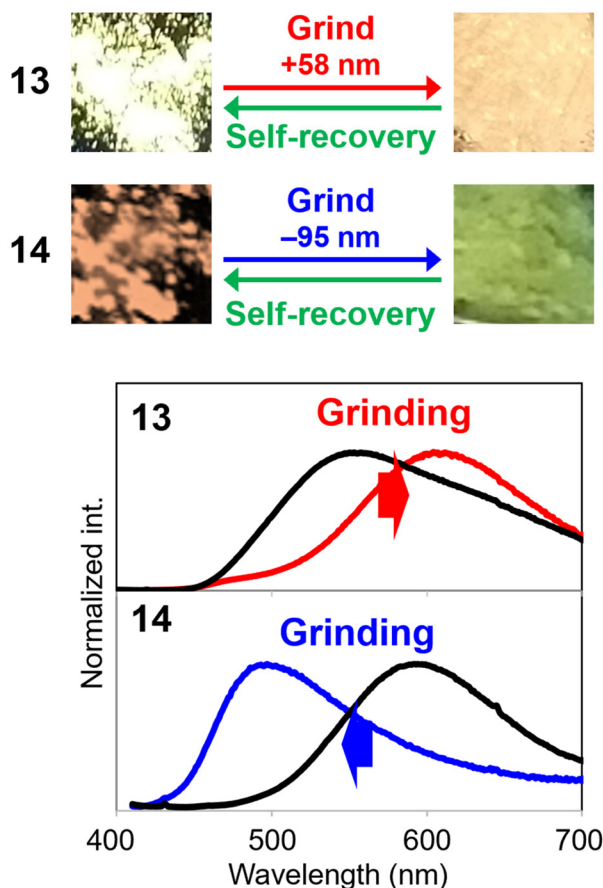 13
Grind
+58 nm
Self-recovery
14
Grind
–95 nm
Self-recovery
13
Grinding
14
Grinding
Normalized int.
400 500 600 700
Wavelength (nm)